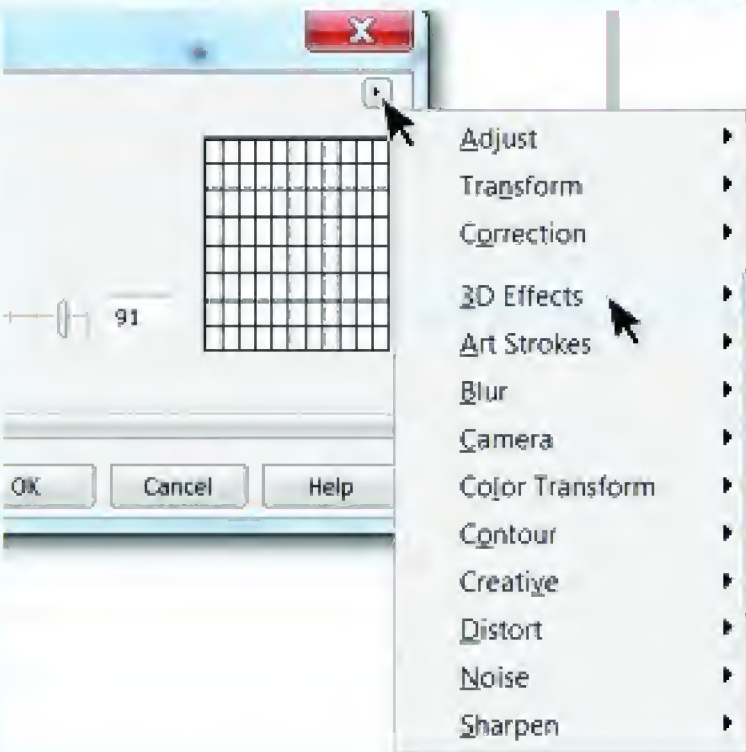 X
91
OK
Cancel
Help
Adjust
Transform
Correction
3D Effects
Art Strokes
Blur
Camera
Color Transform
Contour
Creative
Distort
Noise
Sharpen